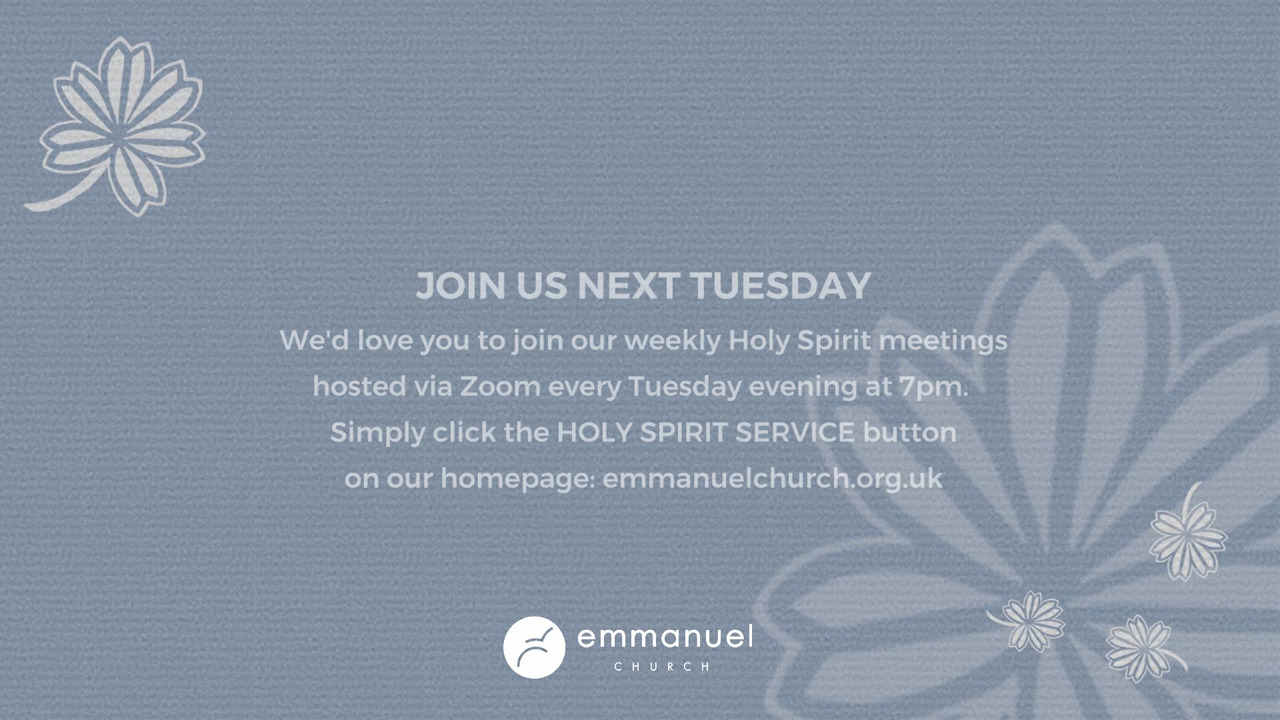 JOIN US NEXT TUESDAY
We'd love you to join our weekly Holy Spirit meetings
hosted via Zoom every Tuesday evening at 7pm.
Simply click the HOLY SPIRIT SERVICE button
on our homepage: emmanuelchurch.org.uk
emmanuel
CHURCH